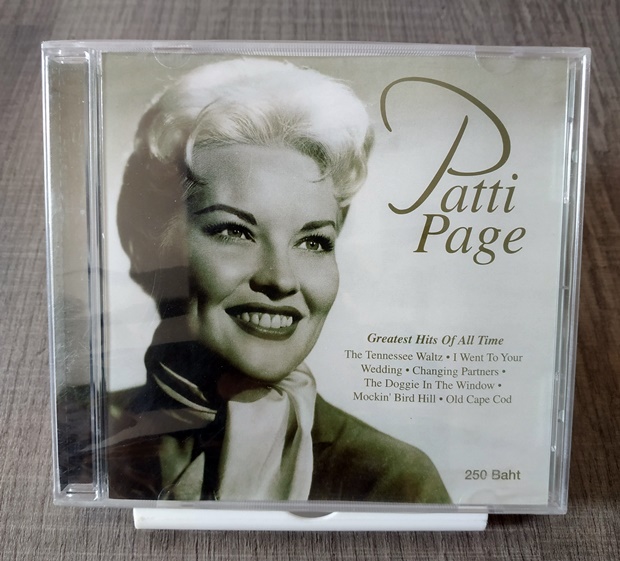 Patti
Page
Greatest Hits Of All Time
The Tennessee Waltz • I Went To Your
Wedding • Changing Partners •
The Doggie In The Window •
Mockin' Bird Hill • Old Cape Cod
250 Baht